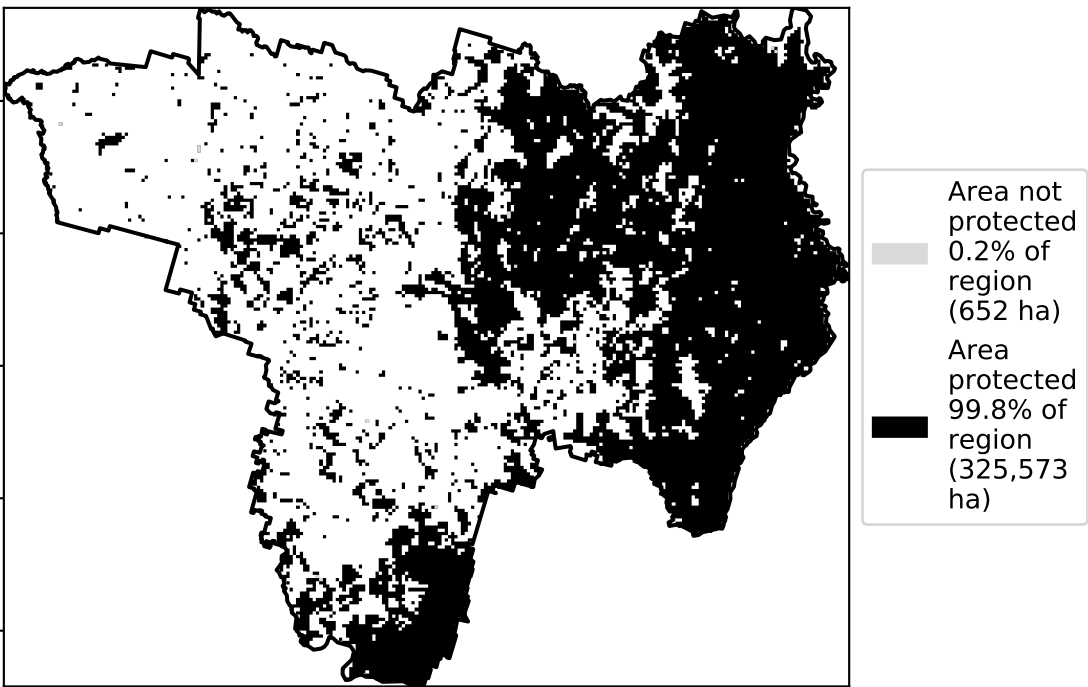 Area not
protected
0.2% of
region
(652 ha)
Area
protected
99.8% of
region
(325,573
ha)